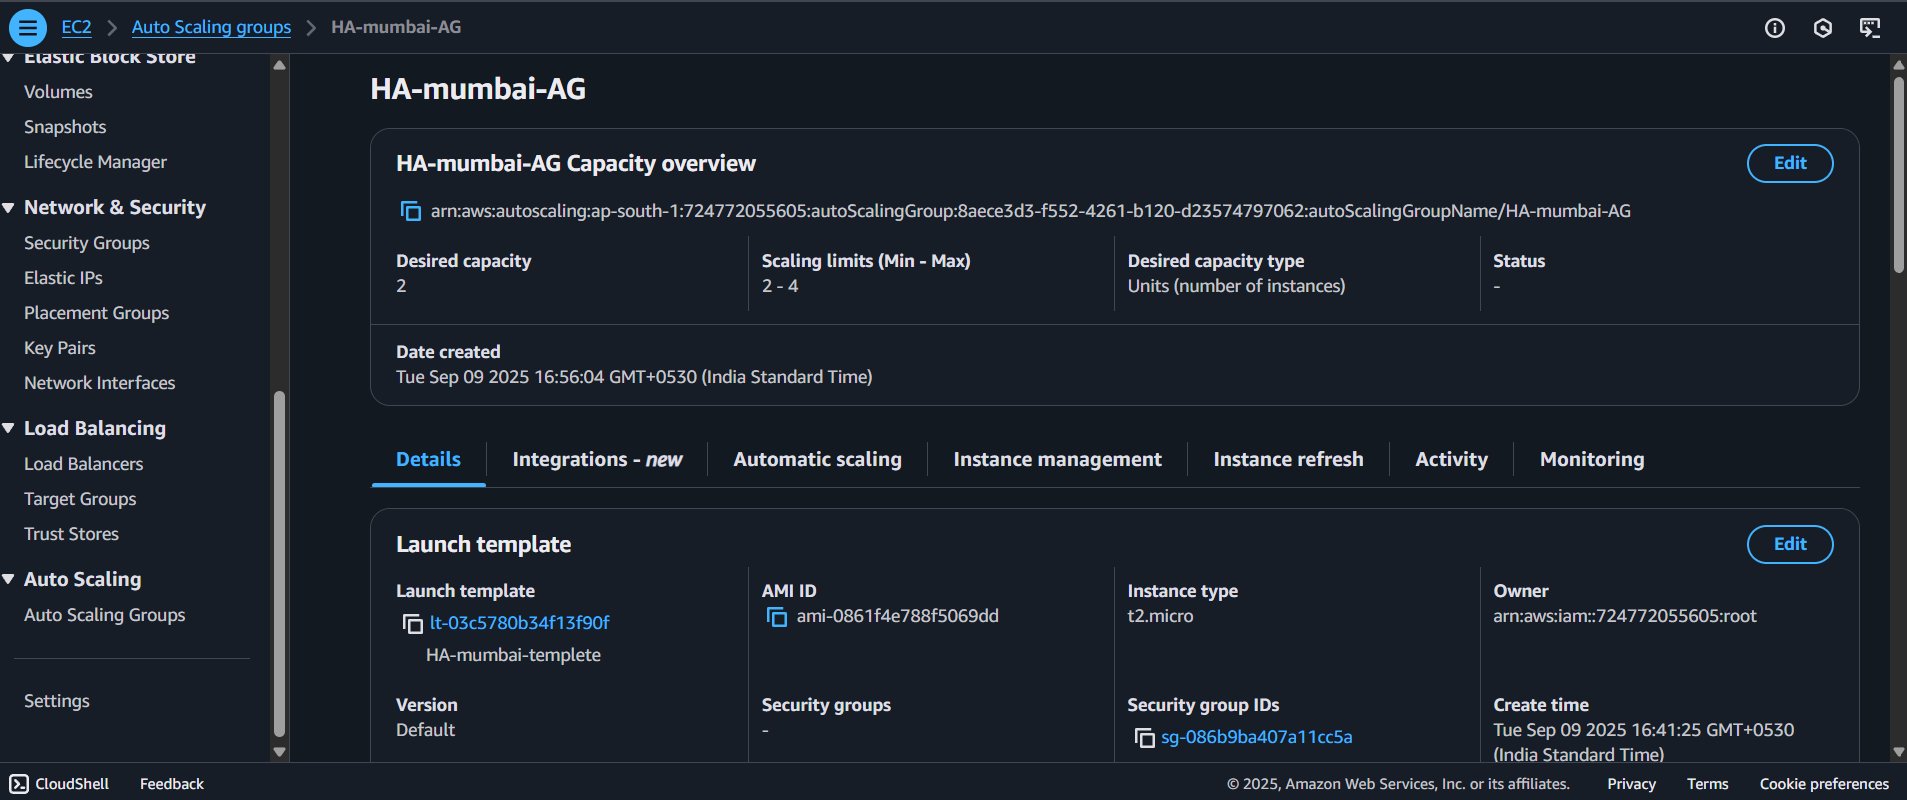 EC2 > Auto Scaling groups > HA-mumbai-AG
Elastic Block Store
Volumes
Snapshots
Lifecycle Manager
Network & Security
Security Groups
Elastic IPs
Placement Groups
Key Pairs
Network Interfaces
Load Balancing
Load Balancers
Target Groups
Trust Stores
Auto Scaling
Auto Scaling Groups
Settings
HA-mumbai-AG
HA-mumbai-AG Capacity overview
Edit
arn:aws:autoscaling:ap-south-1:724772055605:autoScalingGroup:8aece3d3-f552-4261-b120-d23574797062:autoScalingGroupName/HA-mumbai-AG
Desired capacity
2
Scaling limits (Min - Max)
2 - 4
Desired capacity type
Units (number of instances)
Status
-
Date created
Tue Sep 09 2025 16:56:04 GMT+0530 (India Standard Time)
Details
Integrations - new
Automatic scaling
Instance management
Instance refresh
Activity
Monitoring
Launch template
Edit
Launch template
lt-03c5780b34f13f90f
HA-mumbai-templete
AMI ID
ami-0861f4e788f5069dd
Instance type
t2.micro
Owner
arn:aws:iam::724772055605:root
Version
Default
Security groups
-
Security group IDs
sg-086b9ba407a11cc5a
Create time
Tue Sep 09 2025 16:41:25 GMT+0530
(India Standard Time)
CloudShell
Feedback
© 2025, Amazon Web Services, Inc. or its affiliates.
Privacy
Terms
Cookie preferences